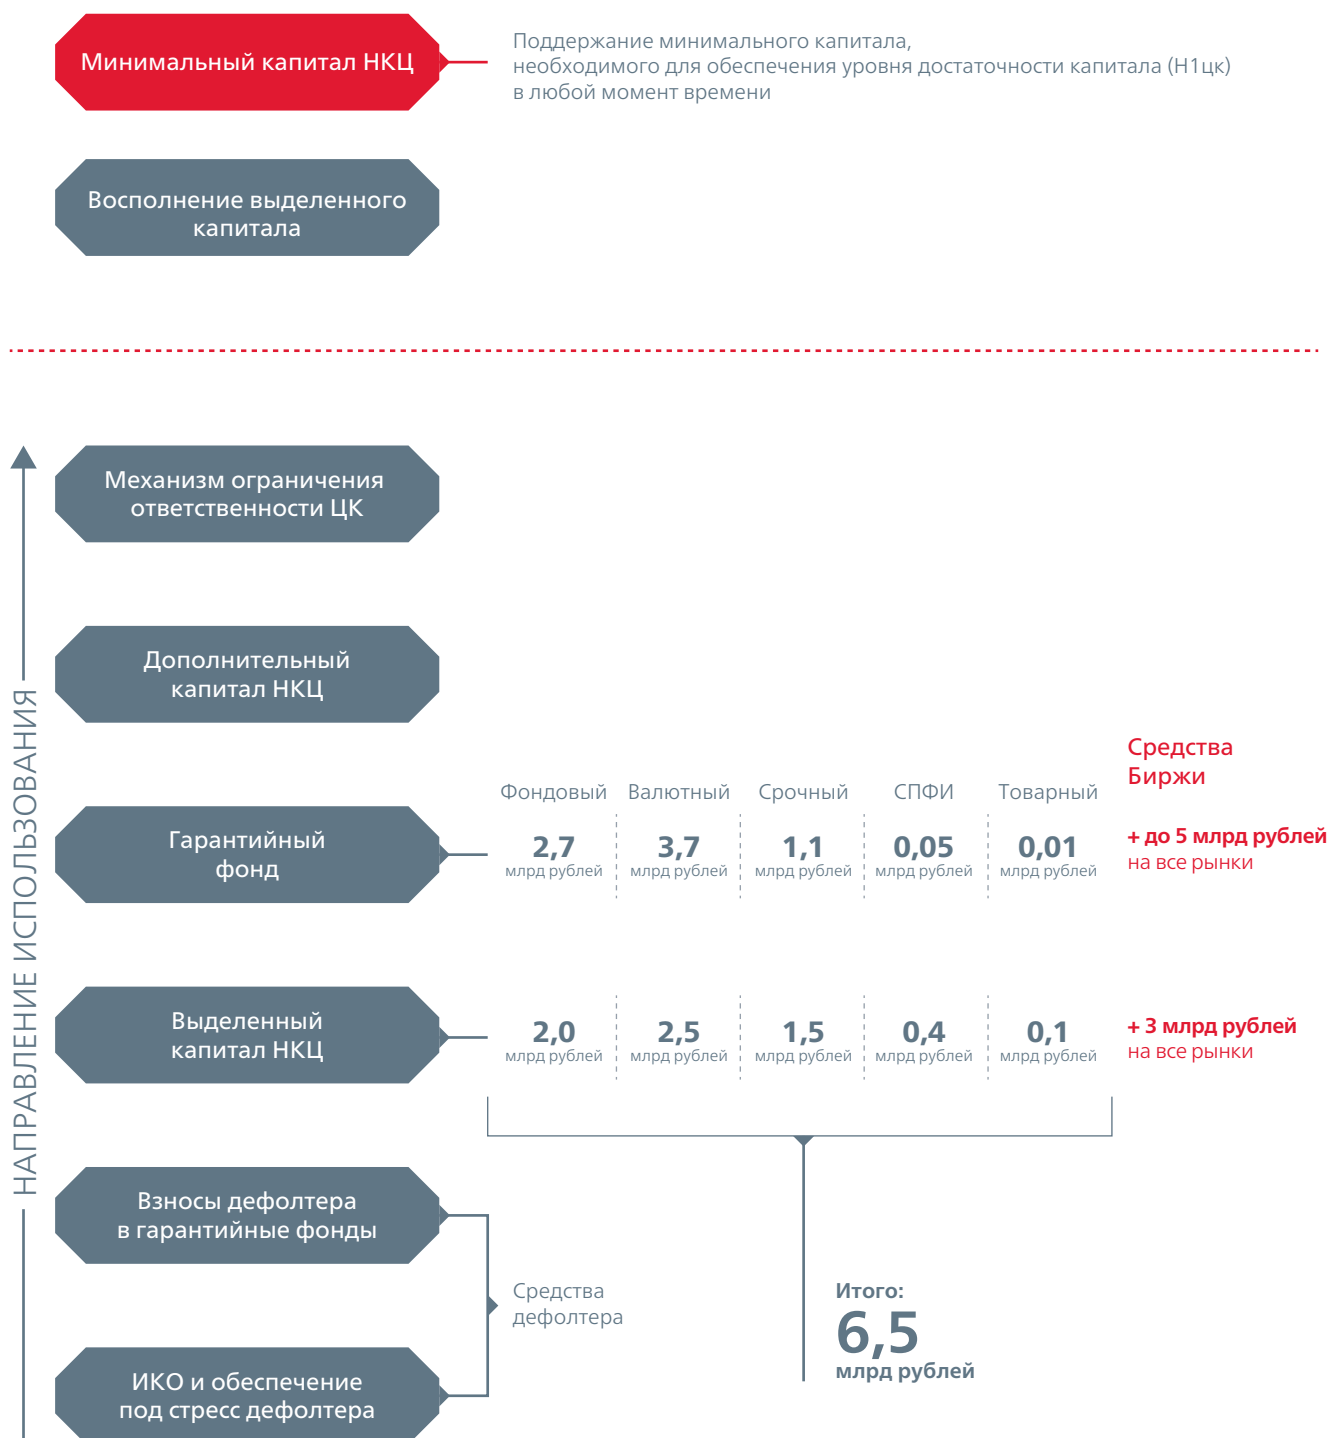 Минимальный капитал НКЦ
Поддержание минимального капитала,
необходимого для обеспечения уровня достаточности капитала (Н1цк)
в любой момент времени
Восполнение выделенного
капитала
НАПРАВЛЕНИЕ ИСПОЛЬЗОВАНИЯ
Механизм ограничения
ответственности ЦК
Дополнительный
капитал НКЦ
Средства
Биржи
Фондовый Валютный Срочный СПФИ Товарный
Гарантийный
фонд
2,7 3,7 1,1 0,05 0,01
млрд рублей млрд рублей млрд рублей млрд рублей млрд рублей
+ до 5 млрд рублей
на все рынки
Выделенный
капитал НКЦ
2,0 2,5 1,5 0,4 0,1
млрд рублей млрд рублей млрд рублей млрд рублей млрд рублей
+ 3 млрд рублей
на все рынки
Взносы дефолтера
в гарантийные фонды
Средства
дефолтера
Итого:
6,5
млрд рублей
ИКО и обеспечение
под стресс дефолтера